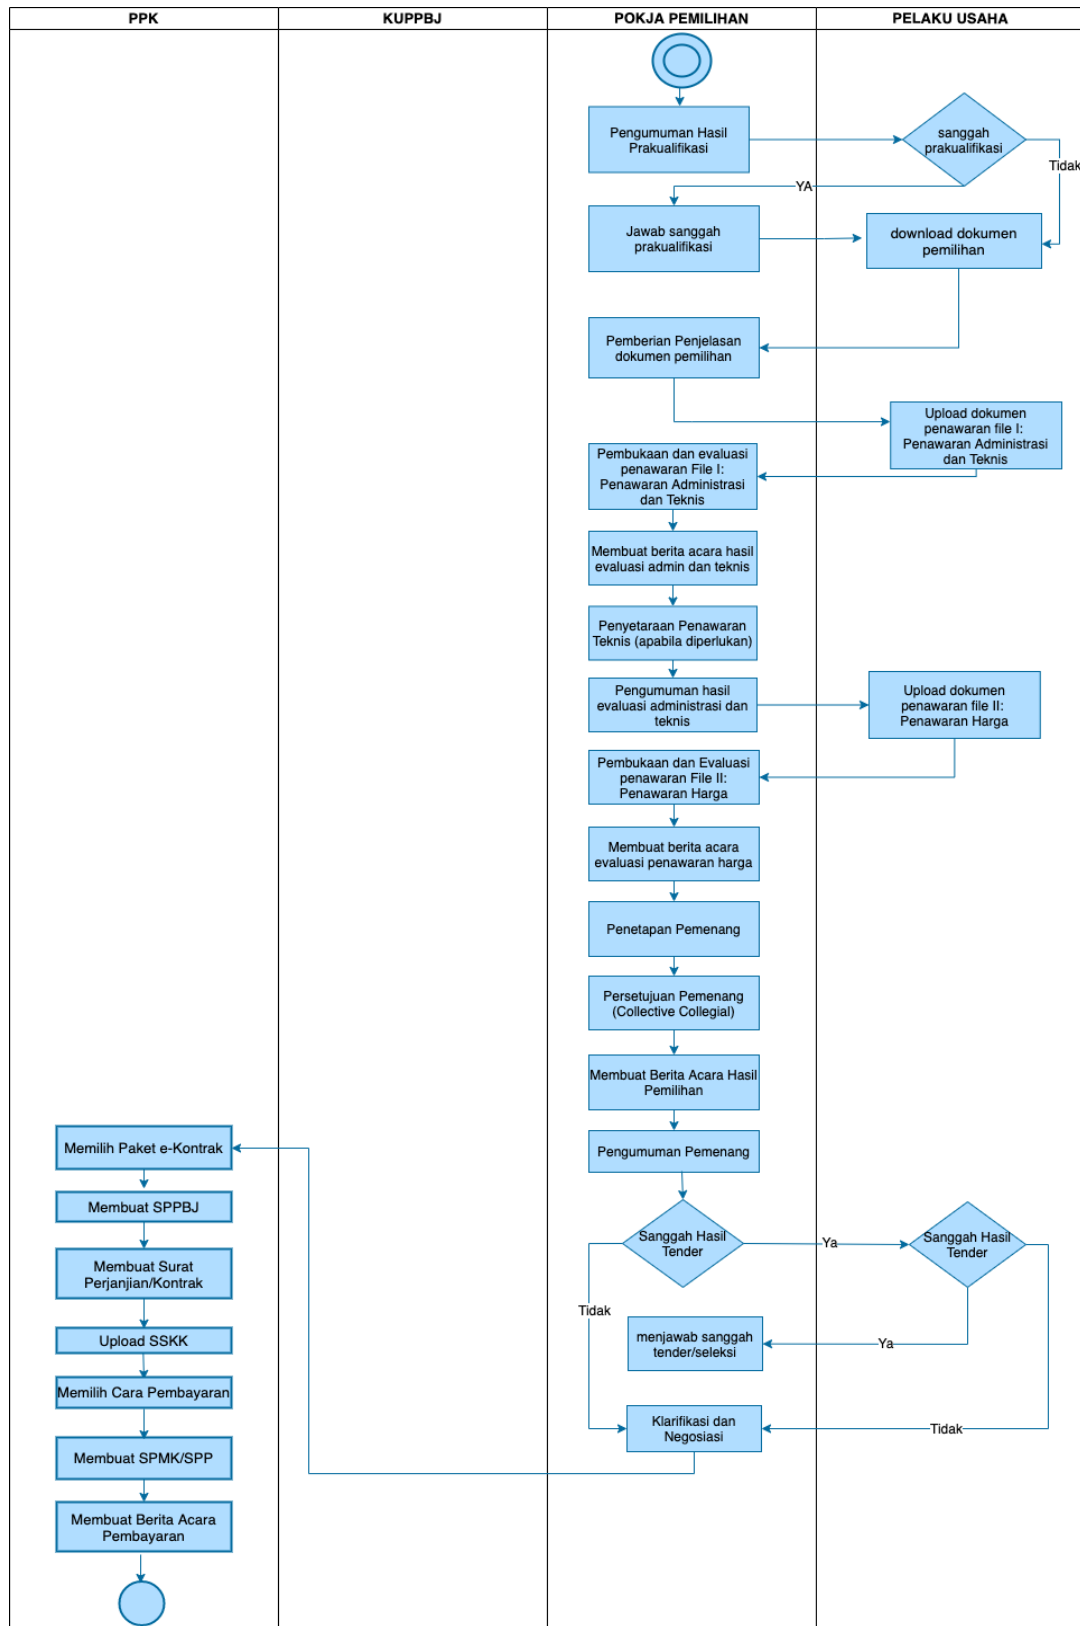 PPK
KUPPBJ
POKJA PEMILIHAN
PELAKU USAHA
Pengumuman Hasil
Prakualifikasi
sanggah
prakualifikasi
Tidak
YA
Jawab sanggah
prakualifikasi
download dokumen
pemilihan
Pemberian Penjelasan
dokumen pemilihan
Upload dokumen
penawaran file I:
Penawaran Administrasi
dan Teknis
Pembukaan dan evaluasi
penawaran File I:
Penawaran Administrasi
dan Teknis
Membuat berita acara hasil
evaluasi admin dan teknis
Penyetaraan Penawaran
Teknis (apabila diperlukan)
Pengumuman hasil
evaluasi administrasi dan
teknis
Upload dokumen
penawaran file II:
Penawaran Harga
Pembukaan dan Evaluasi
penawaran File II:
Penawaran Harga
Membuat berita acara
evaluasi penawaran harga
Penetapan Pemenang
Persetujuan Pemenang
(Collective Collegial)
Membuat Berita Acara Hasil
Pemilihan
Pengumuman Pemenang
Sanggah Hasil
Tender
Ya
Sanggah Hasil
Tender
Tidak
menjawab sanggah
tender/seleksi
Ya
Klarifikasi dan
Negosiasi
Tidak
Memilih Paket e-Kontrak
Membuat SPPBJ
Membuat Surat
Perjanjian/Kontrak
Upload SSKK
Memilih Cara Pembayaran
Membuat SPMK/SPP
Membuat Berita Acara
Pembayaran